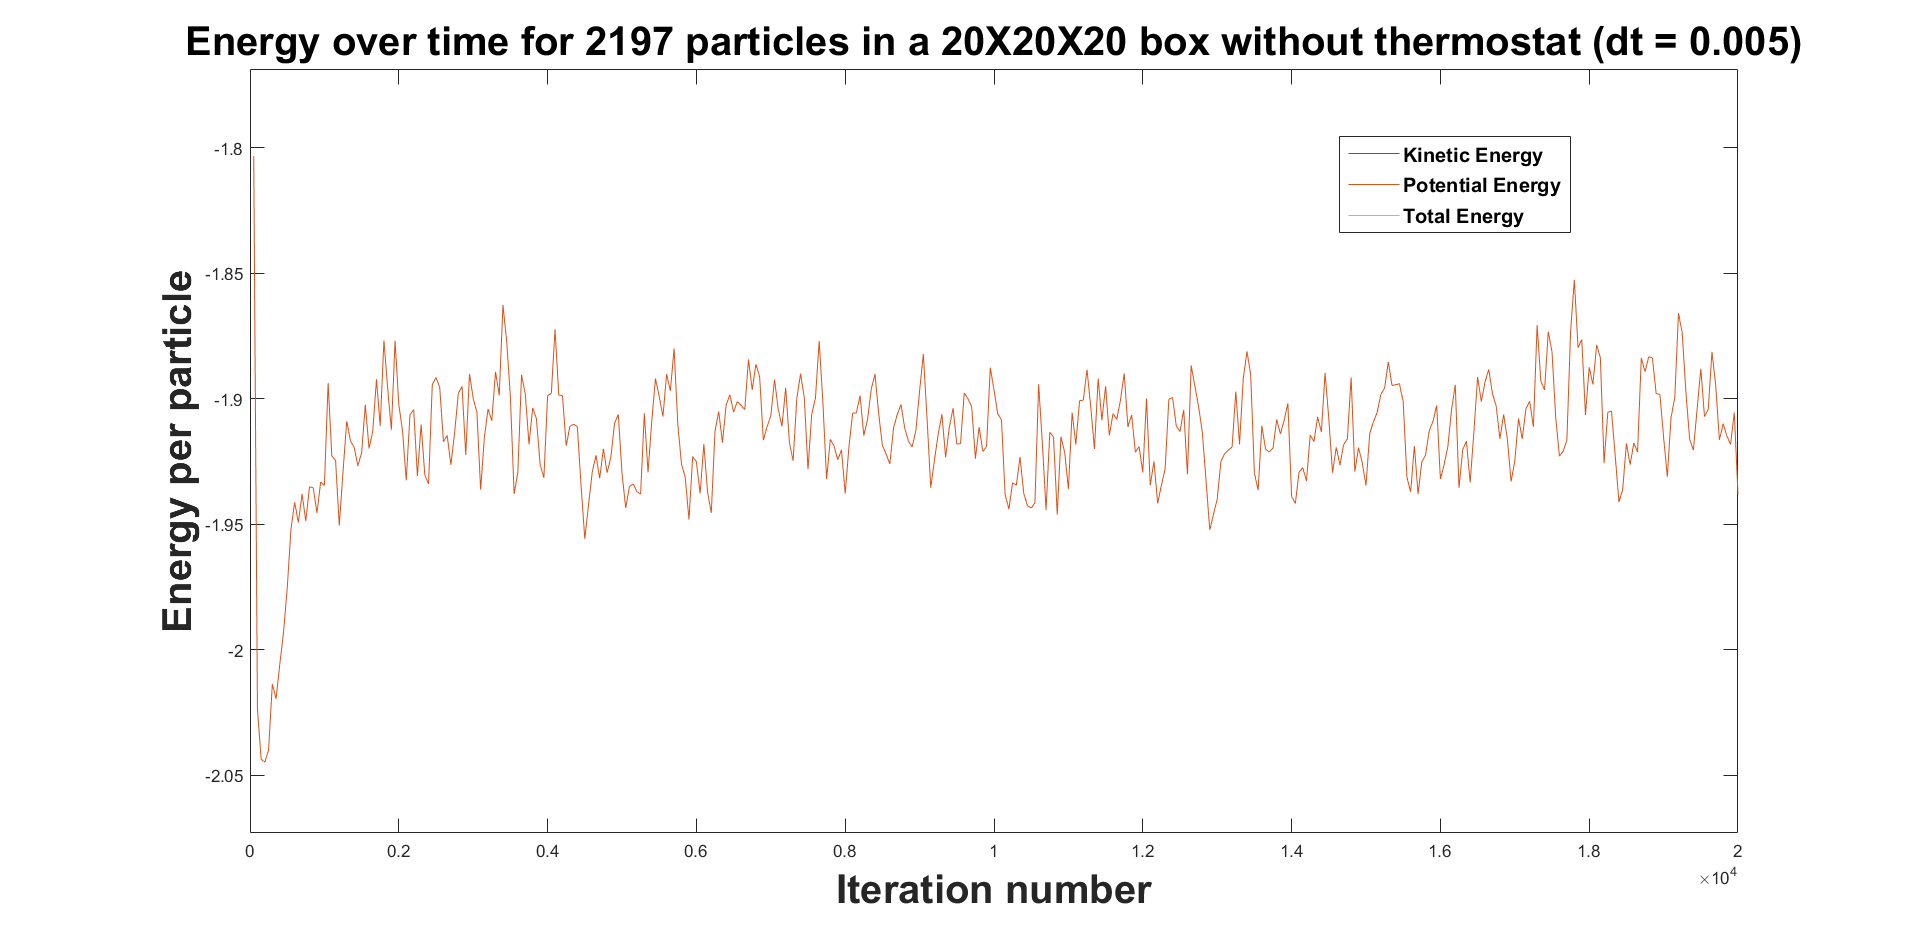 Energy over time for 2197 particles in a 20X20X20 box without thermostat (dt = 0.005)
Kinetic Energy
Potential Energy
Total Energy
Energy per particle
-1.8
-1.85
-1.9
-1.95
-2
-2.05
0 0.2 0.4 0.6 0.8 1 1.2 1.4 1.6 1.8 2
×10⁴
Iteration number